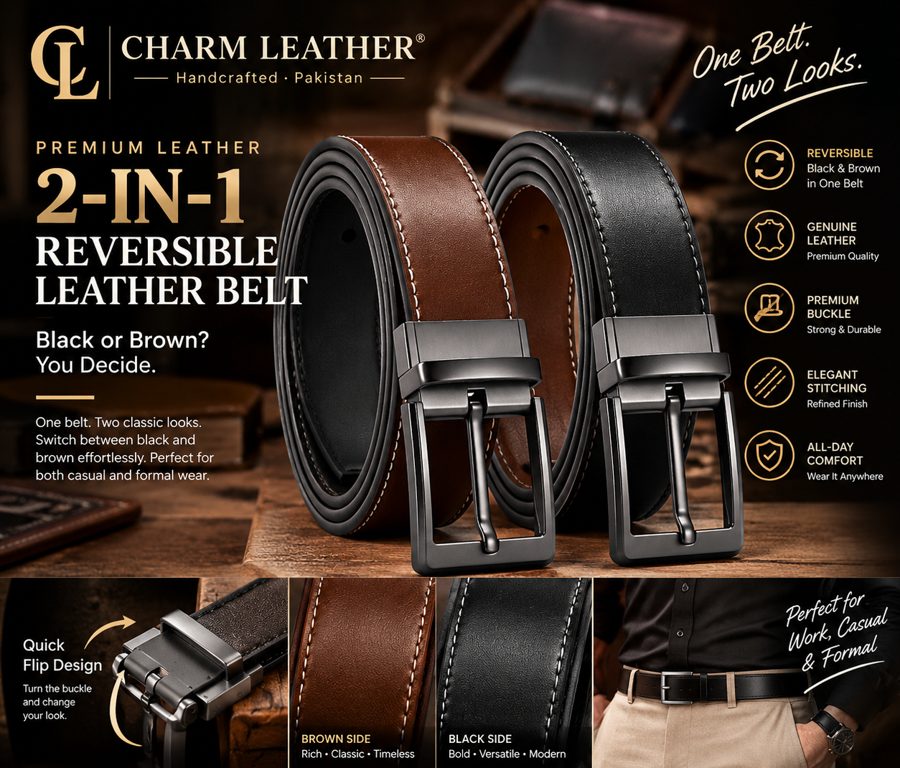 CL
CHARM LEATHER®
Handcrafted · Pakistan
One Belt.
Two Looks.
PREMIUM LEATHER
2-IN-1
REVERSIBLE
LEATHER BELT
Black or Brown?
You Decide.
One belt. Two classic looks.
Switch between black and
brown effortlessly. Perfect for
both casual and formal wear.
REVERSIBLE
Black & Brown
in One Belt
GENUINE
LEATHER
Premium Quality
PREMIUM
BUCKLE
Strong & Durable
ELEGANT
STITCHING
Refined Finish
ALL-DAY
COMFORT
Wear It Anywhere
Quick
Flip Design
Turn the buckle
and change
your look.
BROWN SIDE
Rich • Classic • Timeless
BLACK SIDE
Bold • Versatile • Modern
Perfect for
Work, Casual
& Formal